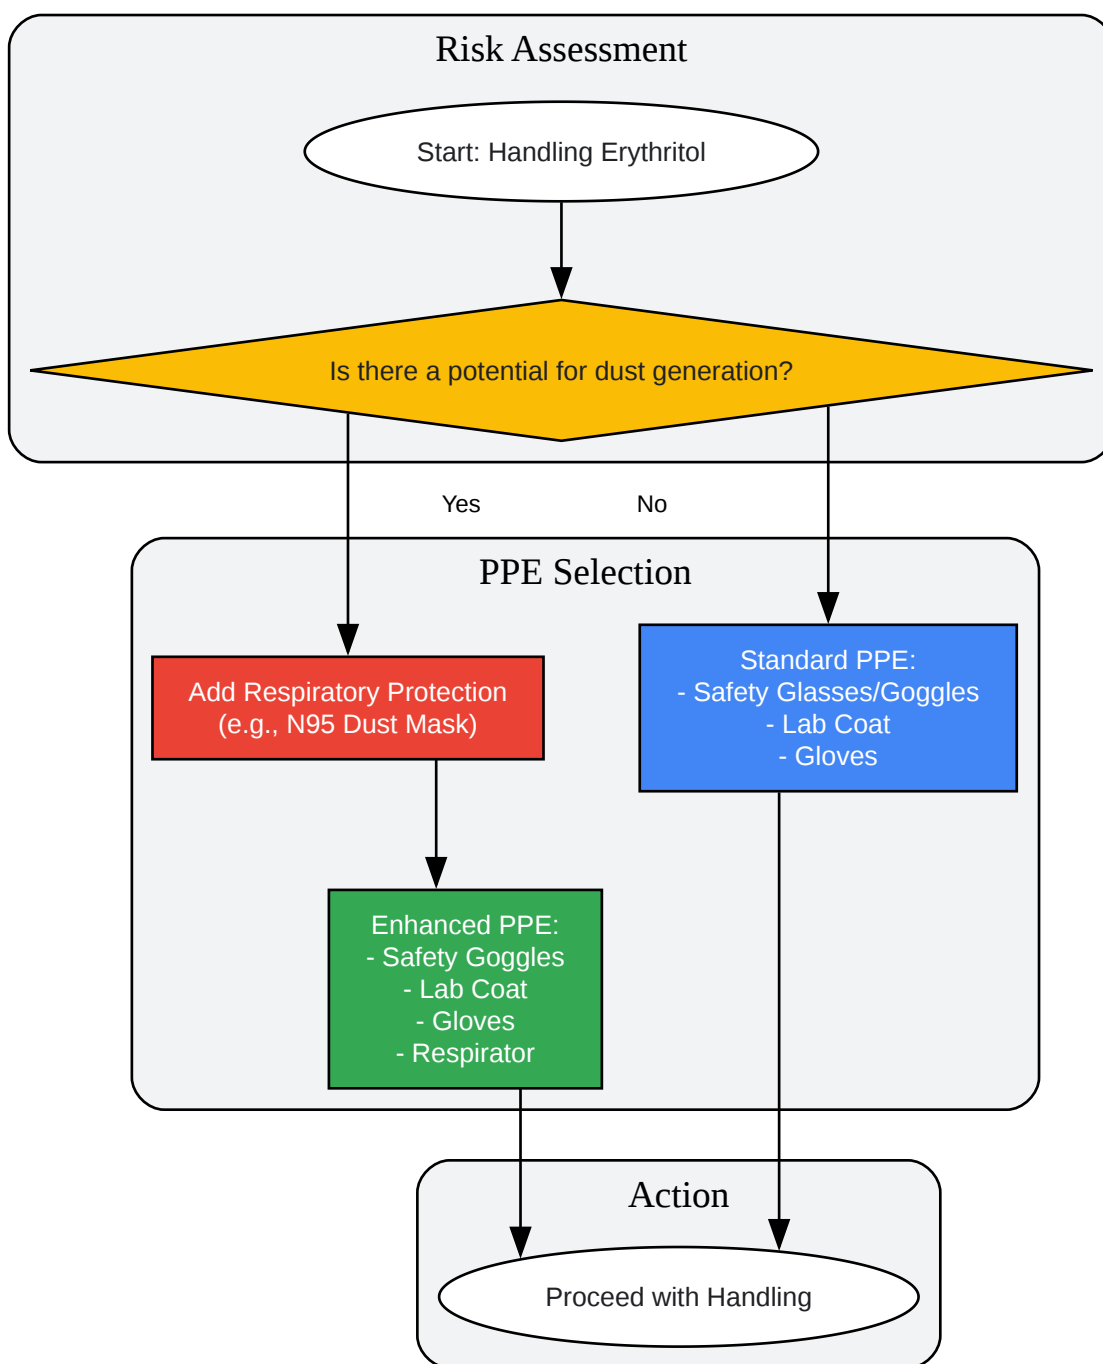 Risk Assessment
Start: Handling Erythritol
Is there a potential for dust generation?
Yes
No
PPE Selection
Add Respiratory Protection
(e.g., N95 Dust Mask)
Standard PPE:
- Safety Glasses/Goggles
- Lab Coat
- Gloves
Enhanced PPE:
- Safety Goggles
- Lab Coat
- Gloves
- Respirator
Action
Proceed with Handling